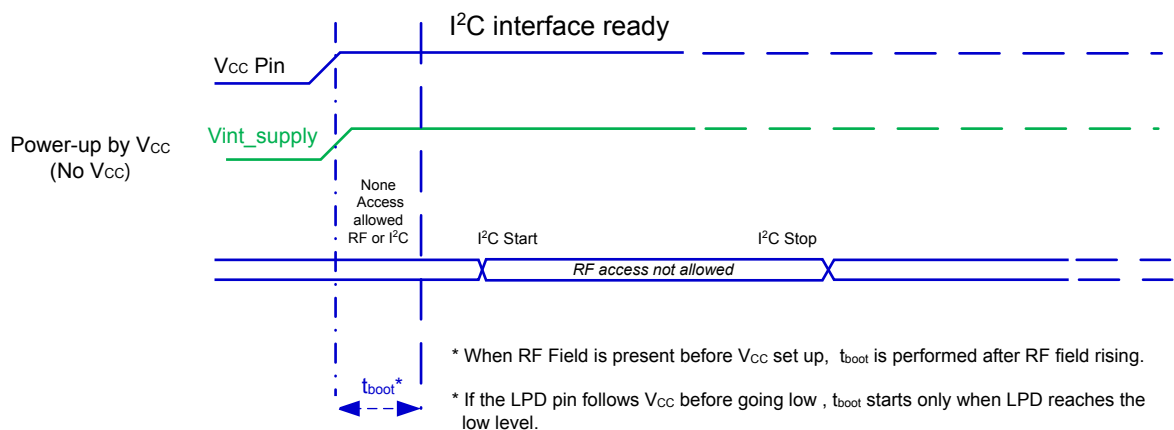 I²C interface ready
Vcc Pin
Vint_supply
Power-up by Vcc
(No Vcc)
None
Access
allowed
RF or I²C
I²C Start
I²C Stop
RF access not allowed
* When RF Field is present before Vcc set up, tboot is performed after RF field rising.
tboot*
* If the LPD pin follows Vcc before going low , tboot starts only when LPD reaches the
low level.